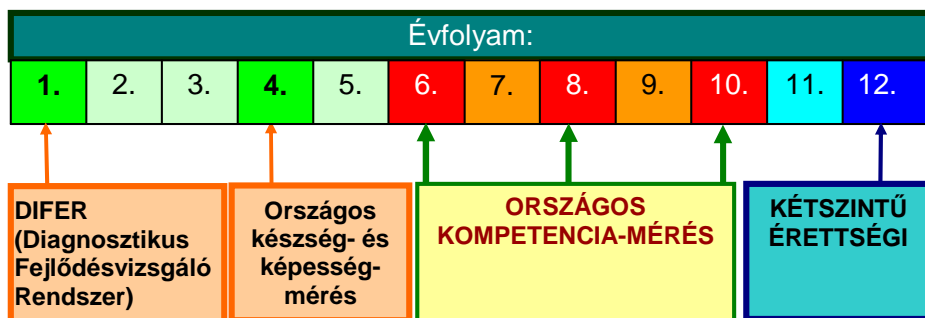 Évfolyam:
1. 2. 3. 4. 5. 6. 7. 8. 9. 10. 11. 12.
DIFER
(Diagnosztikus
Fejlődésvizsgáló
Rendszer)
Országos
készség- és
képesség-
mérés
ORSZÁGOS
KOMPETENCIA-MÉRÉS
KÉTSZINTŰ
ÉRETTSÉGI